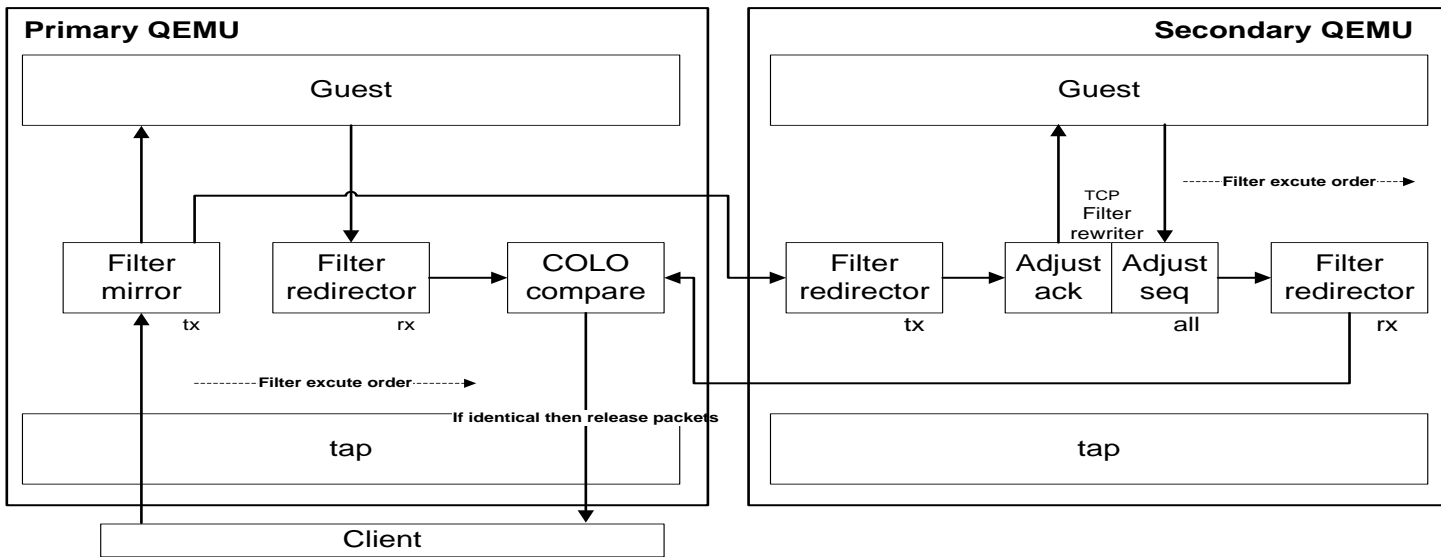 Primary QEMU
Secondary QEMU
Guest
Guest
Filter excute order
TCP
Filter
rewriter
Filter
mirror
tx
Filter
redirector
rx
COLO
compare
Filter
redirector
tx
Adjust
ack
Adjust
seq
all
Filter
redirector
rx
Filter excute order
If identical then release packets
tap
tap
Client